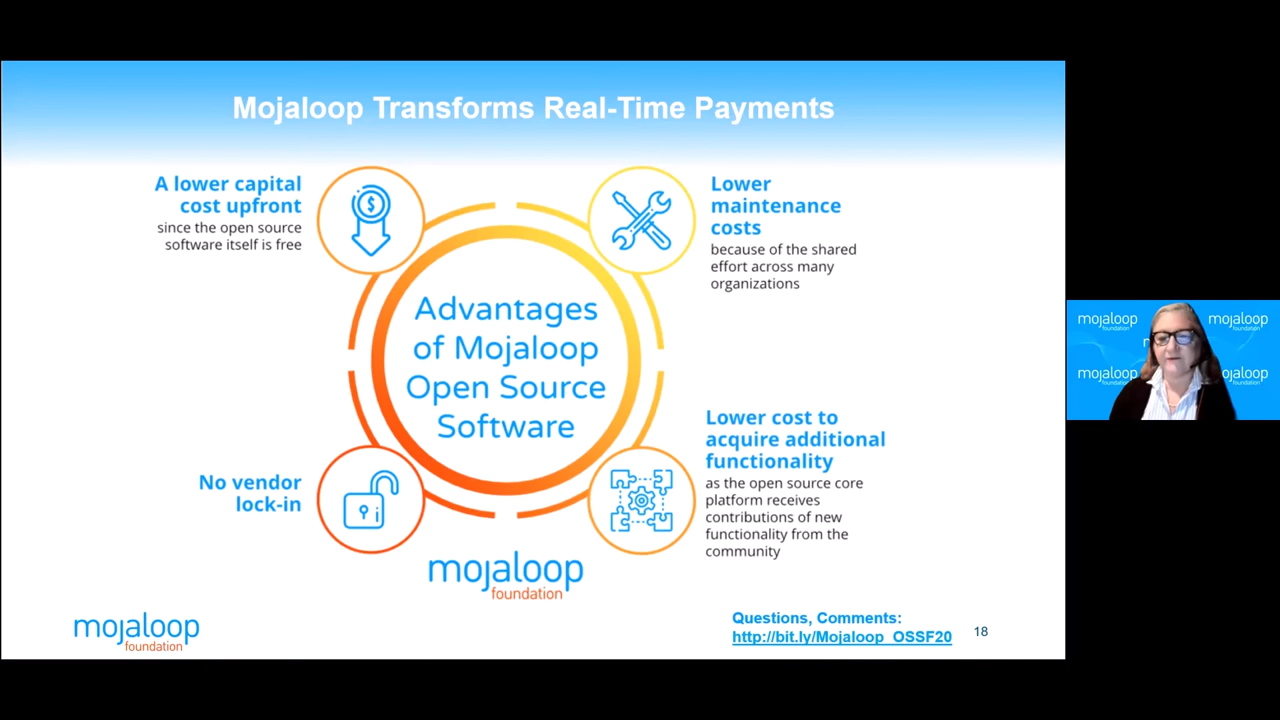 Mojaloop Transforms Real-Time Payments
A lower capital
cost upfront
since the open source
software itself is free
Lower
maintenance
costs
because of the shared
effort across many
organizations
Advantages
of Mojaloop
Open Source
Software
No vendor
lock-in
Lower cost to
acquire additional
functionality
as the open source core
platform receives
contributions of new
functionality from the
community
mojaloop
foundation
mojaloop
foundation
Questions, Comments:
http://bit.ly/Mojaloop_OSSF20
18
mojaloop
foundation
mojaloop
foundation
mojaloop
foundation